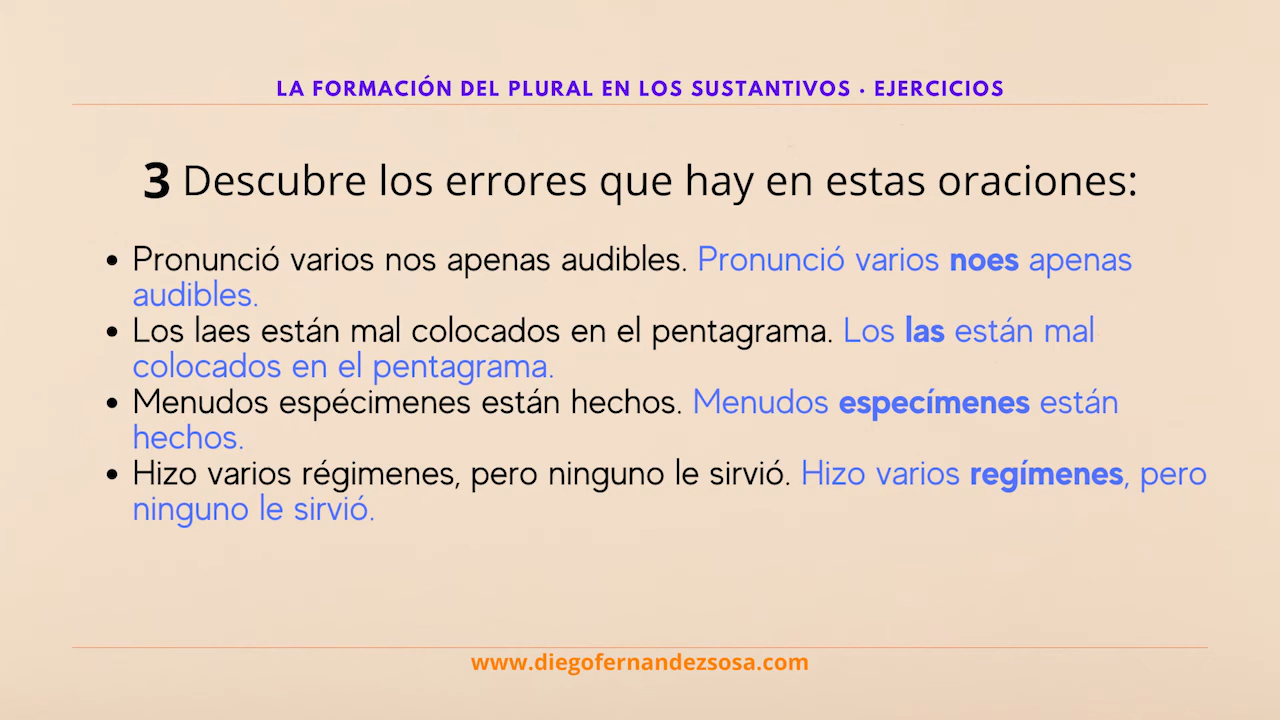 LA FORMACIÓN DEL PLURAL EN LOS SUSTANTIVOS · EJERCICIOS
3 Descubre los errores que hay en estas oraciones:
• Pronunció varios nos apenas audibles. Pronunció varios noes apenas
audibles.
• Los laes están mal colocados en el pentagrama. Los las están mal
colocados en el pentagrama.
• Menudos espécimenes están hechos. Menudos especímenes están
hechos.
• Hizo varios régimenes, pero ninguno le sirvió. Hizo varios regímenes, pero
ninguno le sirvió.
www.diegofernandezsosa.com